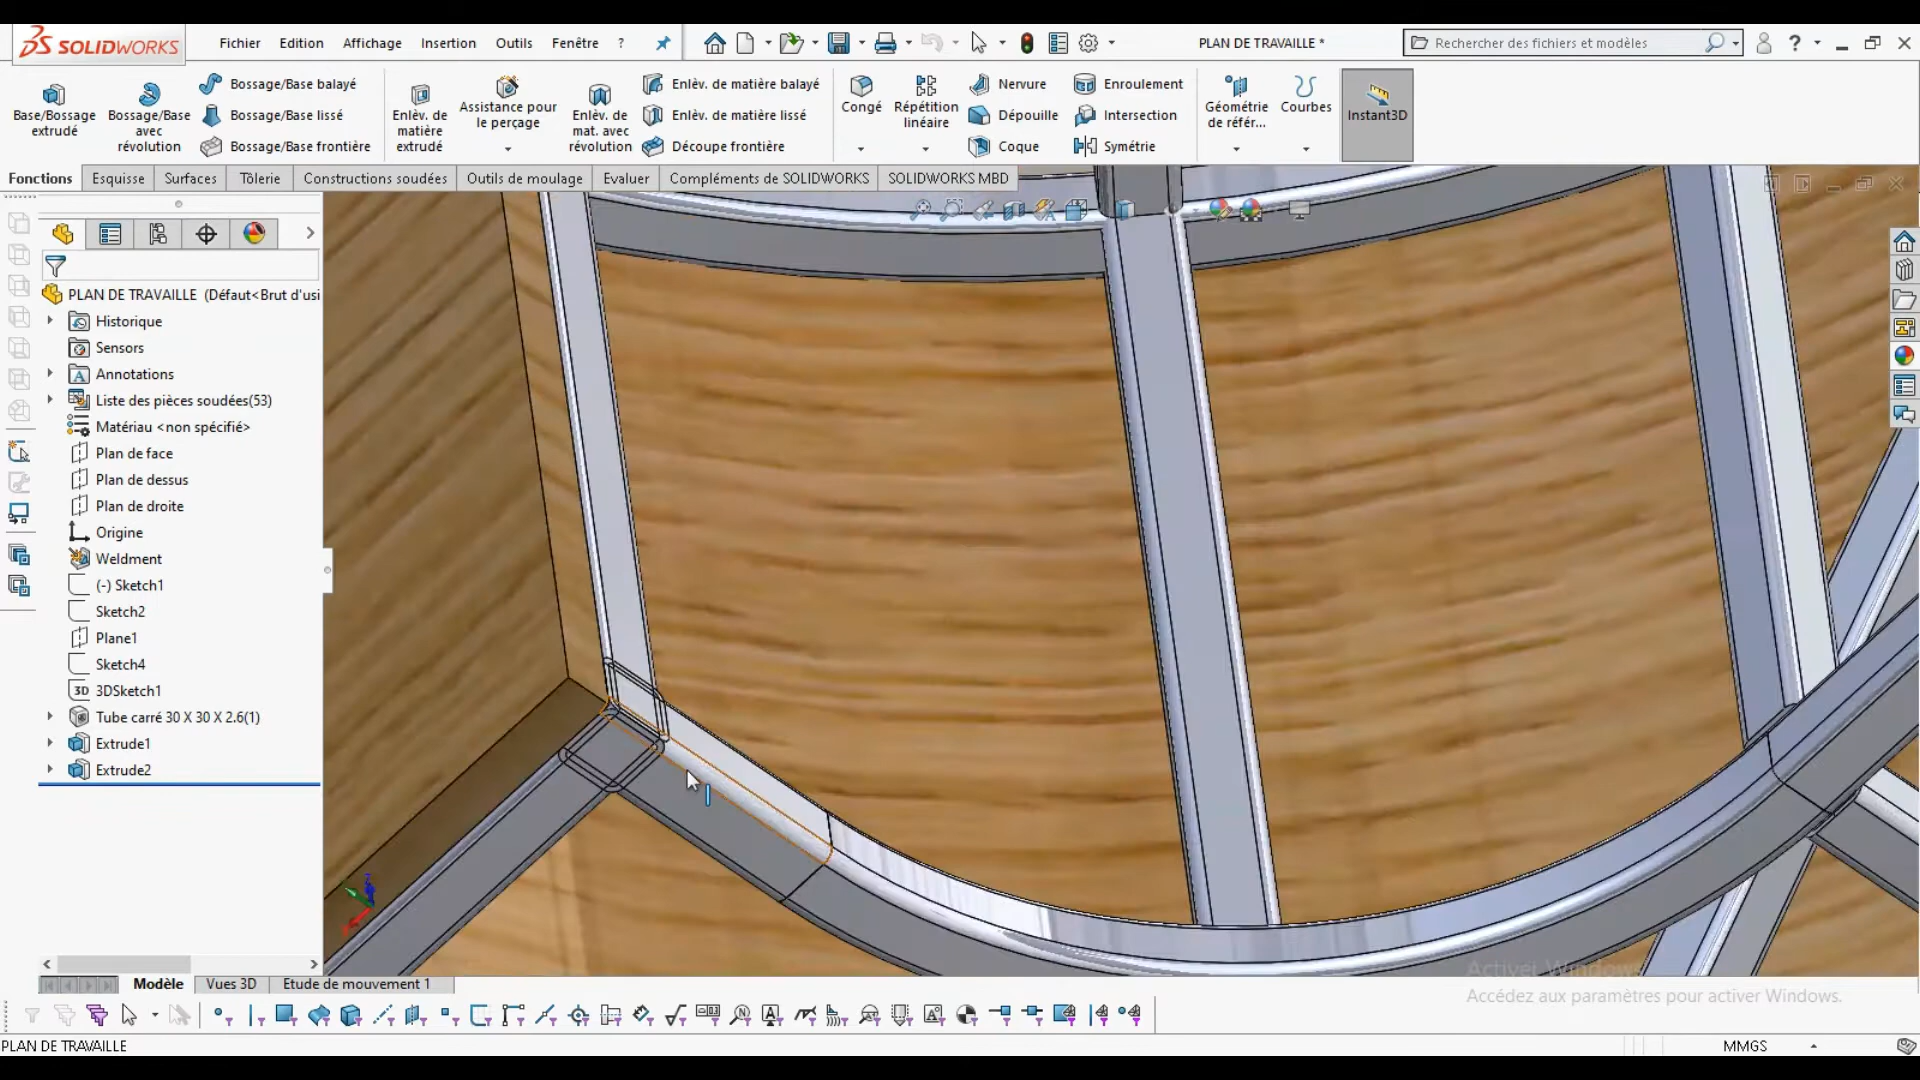 SOLIDWORKS
Fichier Edition Affichage Insertion Outils Fenêtre ?
PLAN DE TRAVAILLE *
Rechercher des fichiers et modèles
Base/Bossage extrudé
Bossage/Base avec révolution
Bossage/Base balayé
Bossage/Base lissé
Bossage/Base frontière
Enlèv. de matière extrudé
Assistance pour le perçage
Enlèv. de mat. avec révolution
Enlèv. de matière balayé
Enlèv. de matière lissé
Découpe frontière
Congé
Répétition linéaire
Nervure
Dépouille
Coque
Enroulement
Intersection
Symétrie
Géométrie de référ...
Courbes
Instant3D
Fonctions Esquisse Surfaces Tôlerie Constructions soudées Outils de moulage Evaluer Compléments de SOLIDWORKS SOLIDWORKS MBD
PLAN DE TRAVAILLE (Défaut<Brut d'usi
Historique
Sensors
Annotations
Liste des pièces soudées(53)
Matériau <non spécifié>
Plan de face
Plan de dessus
Plan de droite
Origine
Weldment
(-) Sketch1
Sketch2
Plane1
Sketch4
3D 3DSketch1
Tube carré 30 X 30 X 2.6(1)
Extrude1
Extrude2
Activer Windows
Accédez aux paramètres pour activer Windows.
Modèle Vues 3D Etude de mouvement 1
PLAN DE TRAVAILLE
MMGS